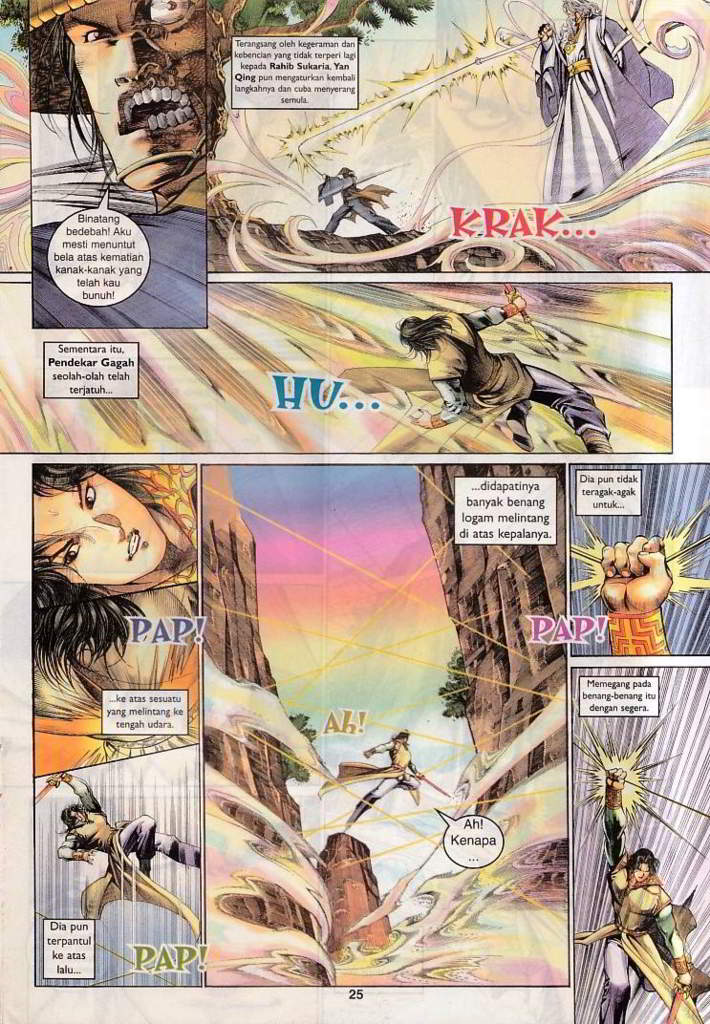 Terangsang oleh kegeraman dan
kebencian yang tidak terperi lagi
kepada Rahib Sukaria, Yan
Qing pun mengaturkan kembali
langkahnya dan cuba menyerang
semula.
Binatang
bedebah! Aku
mesti menuntut
bela atas kematian
kanak-kanak yang
telah kau
bunuh!
KRAK...
Sementara itu,
Pendekar Gagah
seolah-olah telah
terjatuh...
HU...
PAP!
...ke atas sesuatu
yang melintang ke
tengah udara.
Dia pun
terpantul
ke atas
lalu...
PAP!
...didapatinya
banyak benang
logam melintang
di atas kepalanya.
Ah!
Ah!
Kenapa
...
Dia pun tidak
teragak-agak
untuk...
PAP!
Memegang pada
benang-benang itu
dengan segera.
25